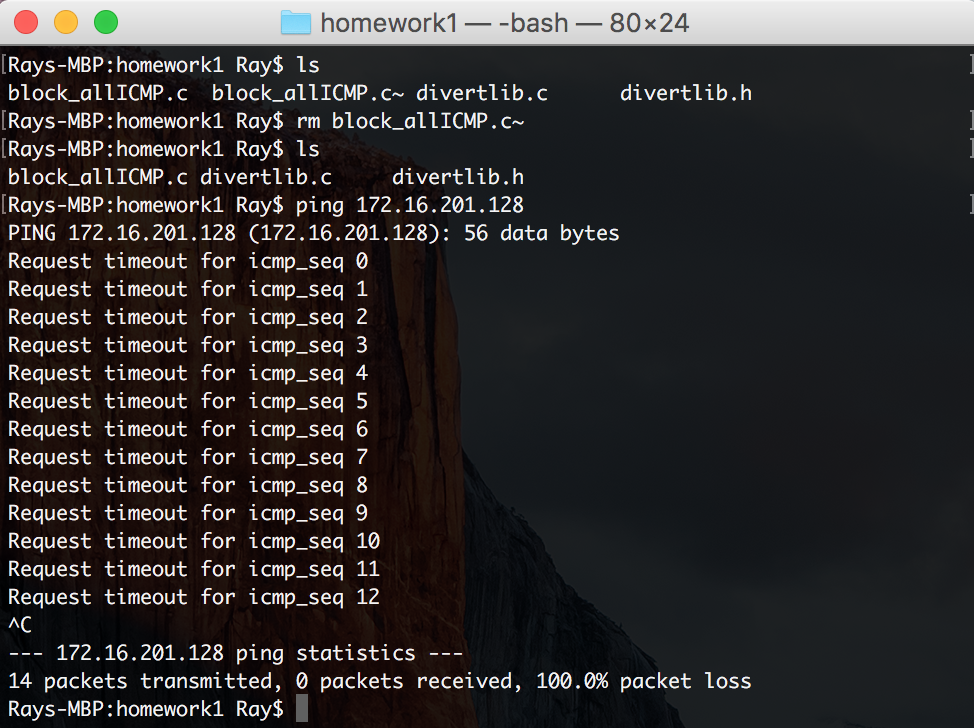 homework1 — -bash — 80×24
[Rays-MBP:homework1 Ray$ ls ]
block_allICMP.c  block_allICMP.c~ divertlib.c      divertlib.h
[Rays-MBP:homework1 Ray$ rm block_allICMP.c~ ]
[Rays-MBP:homework1 Ray$ ls ]
block_allICMP.c divertlib.c     divertlib.h
[Rays-MBP:homework1 Ray$ ping 172.16.201.128 ]
PING 172.16.201.128 (172.16.201.128): 56 data bytes
Request timeout for icmp_seq 0
Request timeout for icmp_seq 1
Request timeout for icmp_seq 2
Request timeout for icmp_seq 3
Request timeout for icmp_seq 4
Request timeout for icmp_seq 5
Request timeout for icmp_seq 6
Request timeout for icmp_seq 7
Request timeout for icmp_seq 8
Request timeout for icmp_seq 9
Request timeout for icmp_seq 10
Request timeout for icmp_seq 11
Request timeout for icmp_seq 12
^C
--- 172.16.201.128 ping statistics ---
14 packets transmitted, 0 packets received, 100.0% packet loss
Rays-MBP:homework1 Ray$